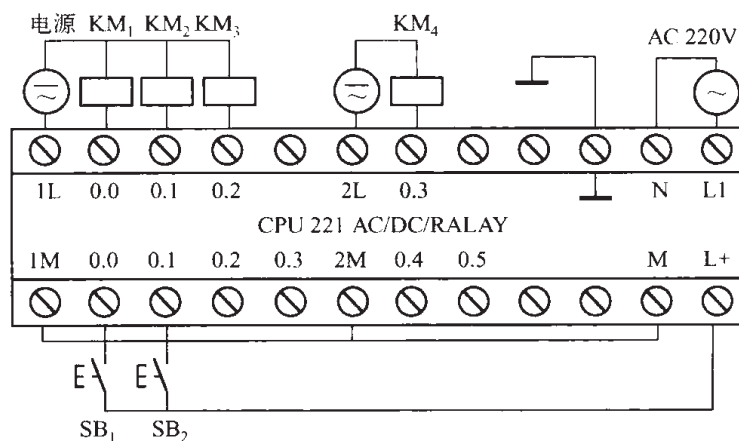 电源 KM₁ KM₂ KM₃ KM₄ AC 220V
1L 0.0 0.1 0.2 2L 0.3 N L1
CPU 221 AC/DC/RALAY
1M 0.0 0.1 0.2 0.3 2M 0.4 0.5 M L+
SB₁ SB₂